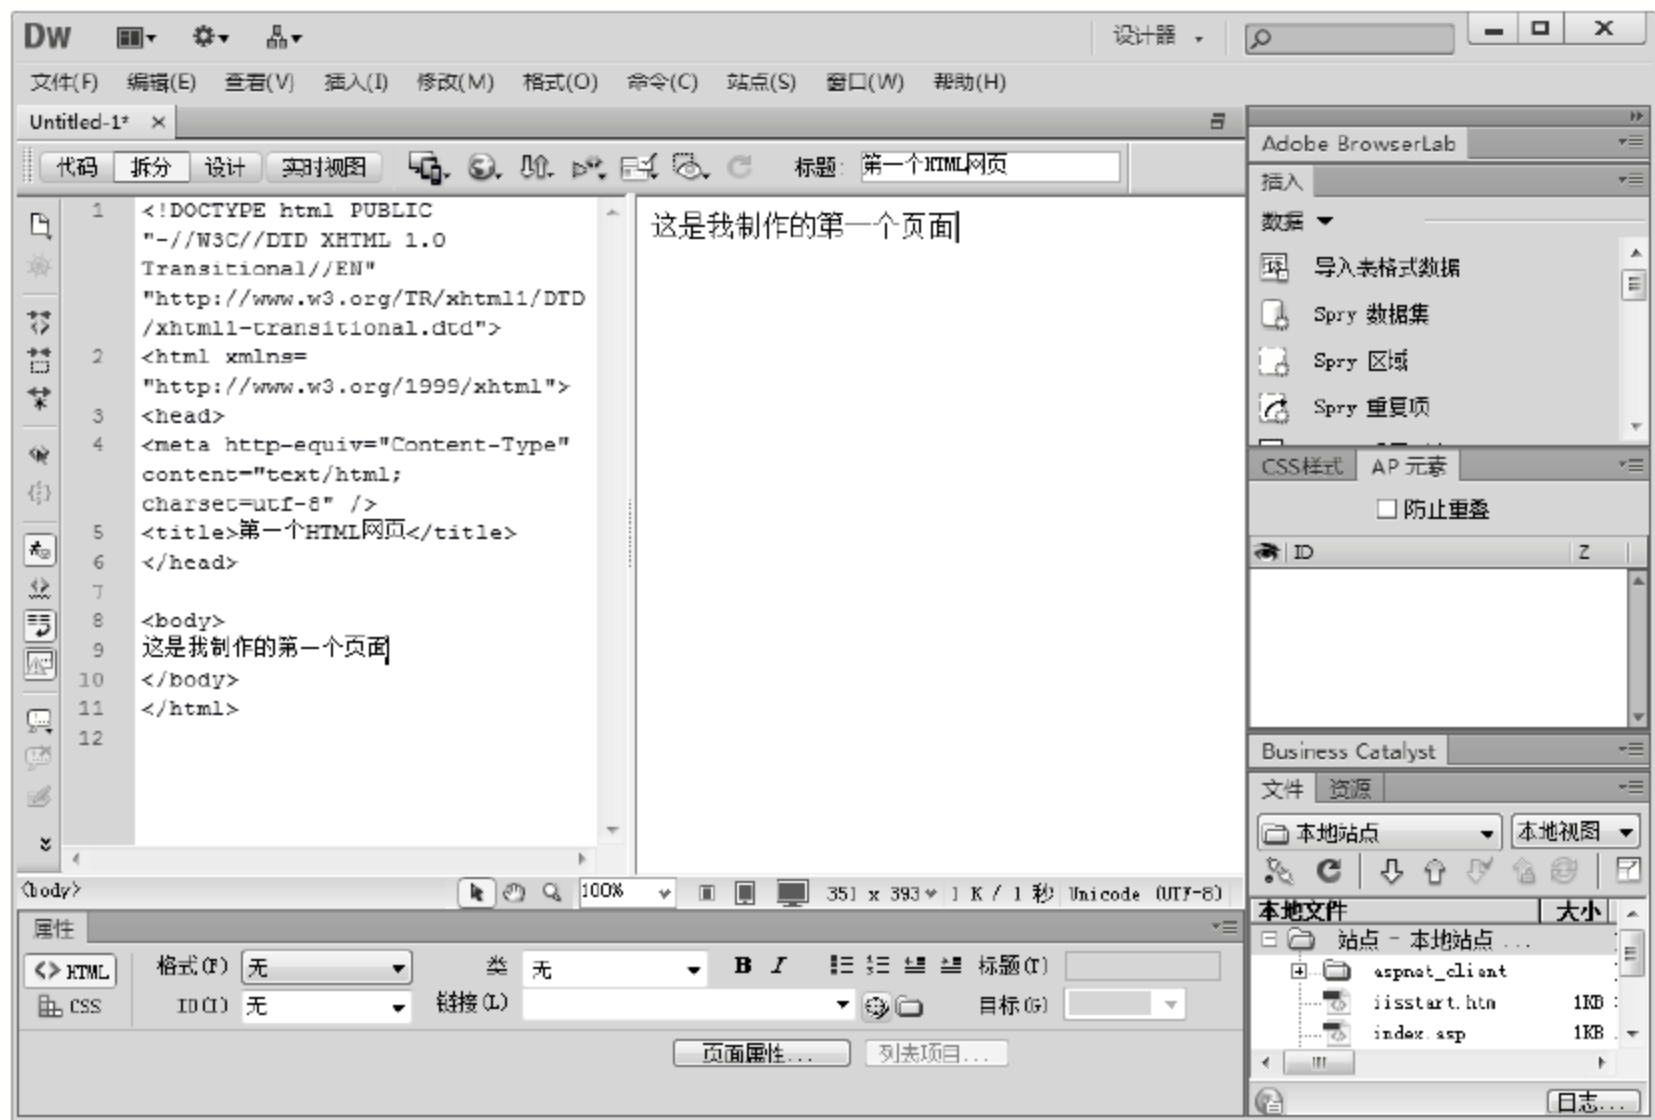 Dw
设计器
文件(F) 编辑(E) 查看(V) 插入(I) 修改(M) 格式(O) 命令(C) 站点(S) 窗口(W) 帮助(H)
Untitled-1* ×
代码 拆分 设计 实时视图 标题: 第一个HTML网页
1 <!DOCTYPE html PUBLIC
"-//W3C//DTD XHTML 1.0
Transitional//EN"
"http://www.w3.org/TR/xhtml1/DTD
/xhtml1-transitional.dtd">
2 <html xmlns=
"http://www.w3.org/1999/xhtml">
3 <head>
4 <meta http-equiv="Content-Type"
content="text/html;
charset=utf-8" />
5 <title>第一个HTML网页</title>
6 </head>
7
8 <body>
9 这是我制作的第一个页面
10 </body>
11 </html>
12
这是我制作的第一个页面
<body> 100% 351 x 393 1 K / 1 秒 Unicode (UTF-8)
属性
<> HTML 格式(F) 无 类 无 B I 标题(T)
CSS ID(I) 无 链接(L) 目标(G)
页面属性... 列表项目...
Adobe BrowserLab
插入
数据
导入表格式数据
Spry 数据集
Spry 区域
Spry 重复项
CSS样式 AP 元素
防止重叠
ID Z
Business Catalyst
文件 资源
本地站点 本地视图
本地文件 大小
站点 - 本地站点 ...
aspnet_client
iisstart.htm 1KB
index.asp 1KB
日志...